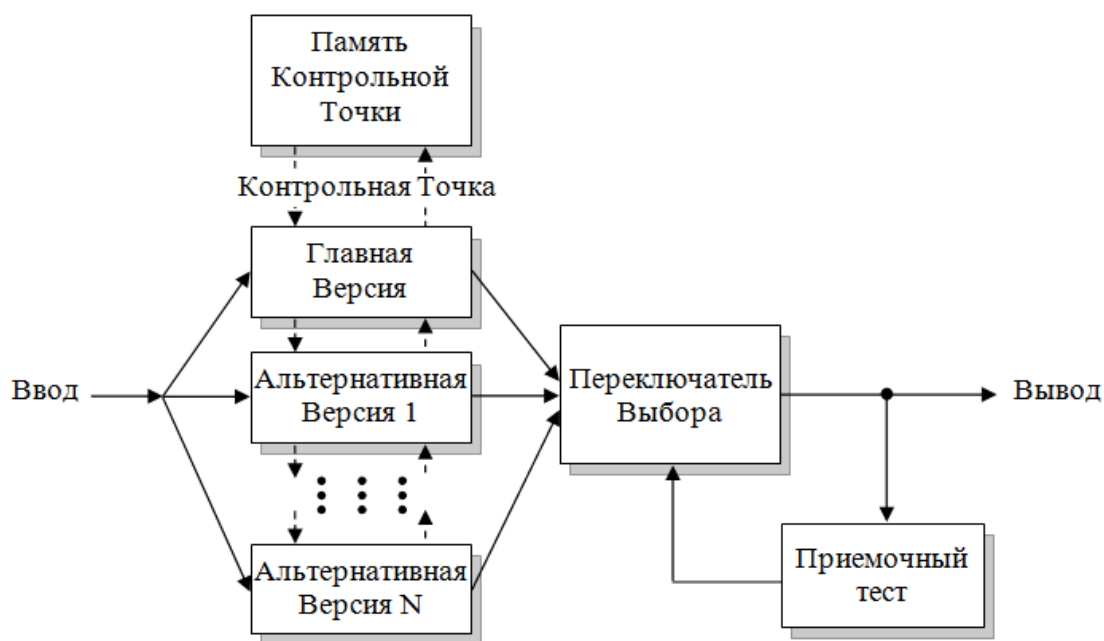 Память
Контрольной
Точки
Контрольная Точка
Главная
Версия
Ввод
Альтернативная
Версия 1
Переключатель
Выбора
Вывод
Альтернативная
Версия N
Приемочный
тест